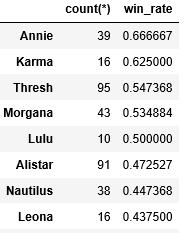 count(*) win_rate
Annie 39 0.666667
Karma 16 0.625000
Thresh 95 0.547368
Morgana 43 0.534884
Lulu 10 0.500000
Alistar 91 0.472527
Nautilus 38 0.447368
Leona 16 0.437500